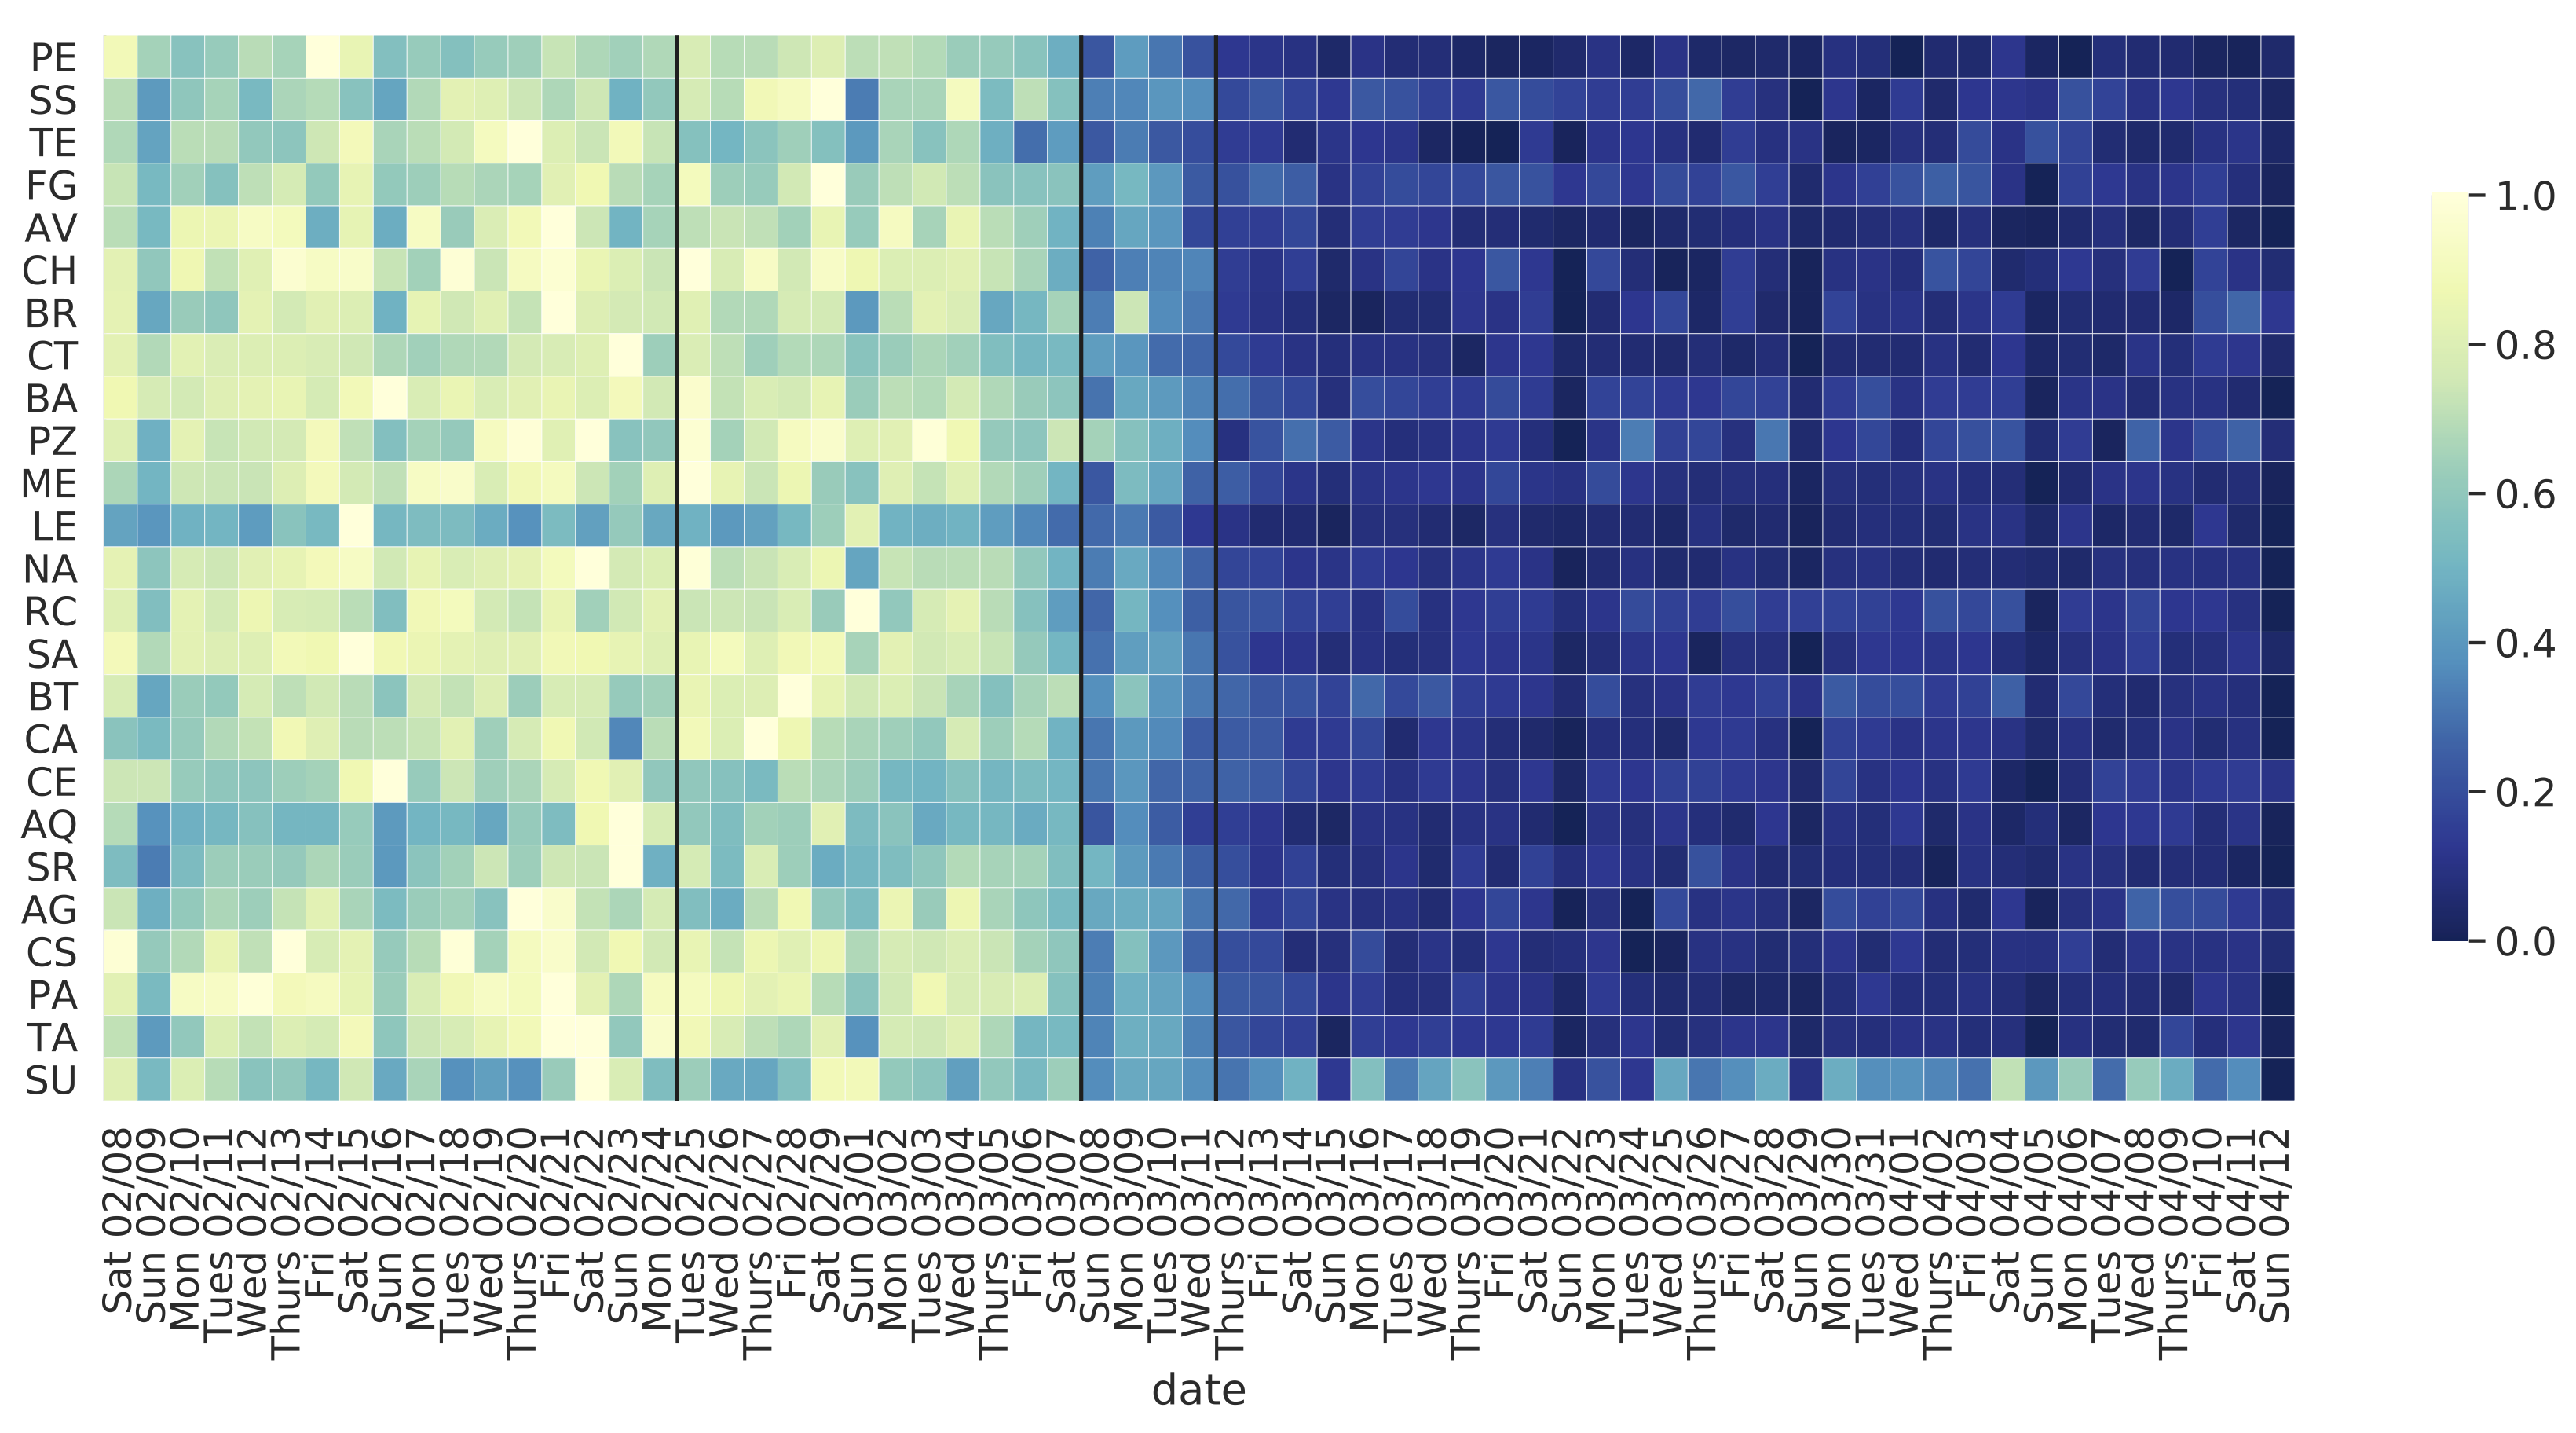 PE
SS
TE
FG
AV
CH
BR
CT
BA
PZ
ME
LE
NA
RC
SA
BT
CA
CE
AQ
SR
AG
CS
PA
TA
SU
Sat 02/08
Sun 02/09
Mon 02/10
Tues 02/11
Wed 02/12
Thurs 02/13
Fri 02/14
Sat 02/15
Sun 02/16
Mon 02/17
Tues 02/18
Wed 02/19
Thurs 02/20
Fri 02/21
Sat 02/22
Sun 02/23
Mon 02/24
Tues 02/25
Wed 02/26
Thurs 02/27
Fri 02/28
Sat 02/29
Sun 03/01
Mon 03/02
Tues 03/03
Wed 03/04
Thurs 03/05
Fri 03/06
Sat 03/07
Sun 03/08
Mon 03/09
Tues 03/10
Wed 03/11
Thurs 03/12
Fri 03/13
Sat 03/14
Sun 03/15
Mon 03/16
Tues 03/17
Wed 03/18
Thurs 03/19
Fri 03/20
Sat 03/21
Sun 03/22
Mon 03/23
Tues 03/24
Wed 03/25
Thurs 03/26
Fri 03/27
Sat 03/28
Sun 03/29
Mon 03/30
Tues 03/31
Wed 04/01
Thurs 04/02
Fri 04/03
Sat 04/04
Sun 04/05
Mon 04/06
Tues 04/07
Wed 04/08
Thurs 04/09
Fri 04/10
Sat 04/11
Sun 04/12
date
1.0
0.8
0.6
0.4
0.2
0.0